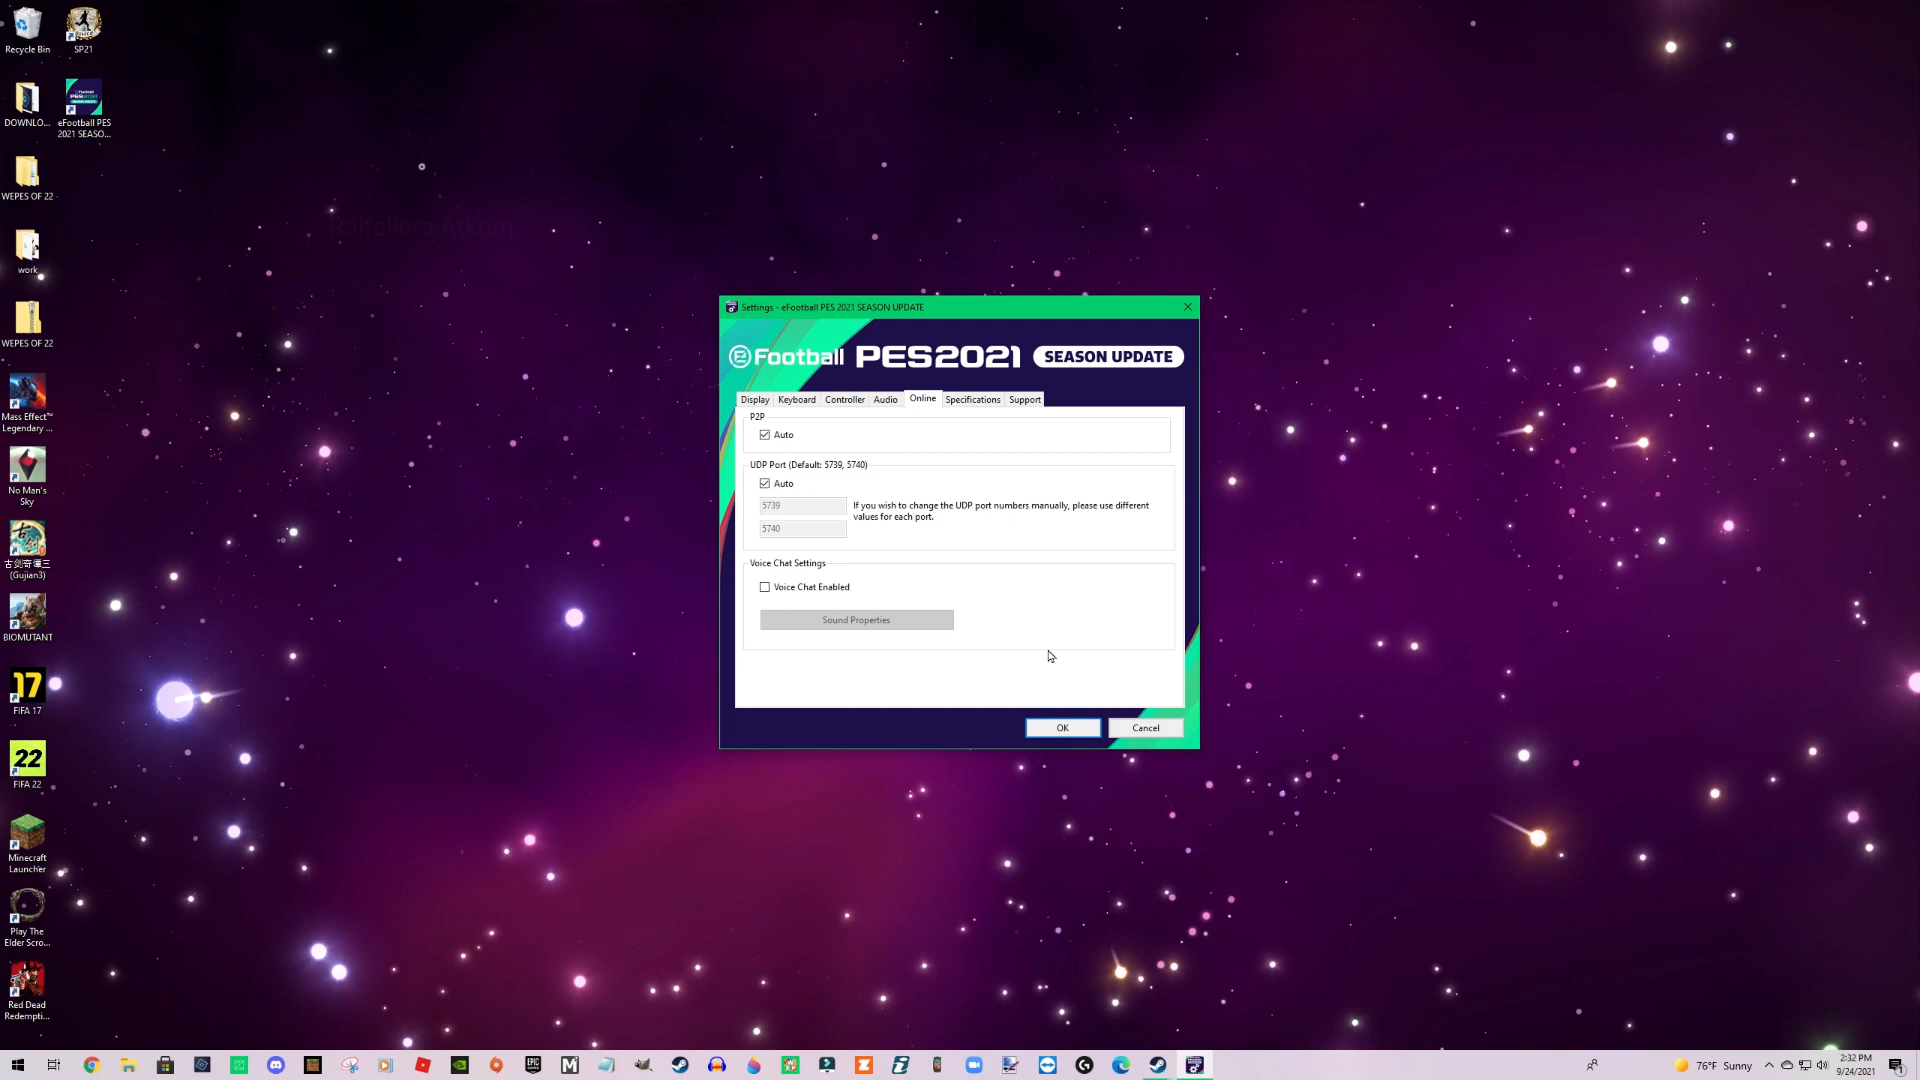 Recycle Bin
SP21
DOWNLO...
eFootball PES
2021 SEASO...
WEPES OF 22 -
work
WEPES OF 22
Mass Effect™
Legendary ...
No Man's
Sky
古剑奇谭三
(Gujian3)
BIOMUTANT
17
FIFA 17
22
FIFA 22
Minecraft
Launcher
Play The
Elder Scro...
Red Dead
Redempti...
Settings - eFootball PES 2021 SEASON UPDATE
eFootball PES2021 SEASON UPDATE
Display Keyboard Controller Audio Online Specifications Support
P2P
Auto
UDP Port (Default: 5739, 5740)
Auto
5739
5740
If you wish to change the UDP port numbers manually, please use different
values for each port.
Voice Chat Settings
Voice Chat Enabled
Sound Properties
OK
Cancel
76°F Sunny
2:32 PM
9/24/2021